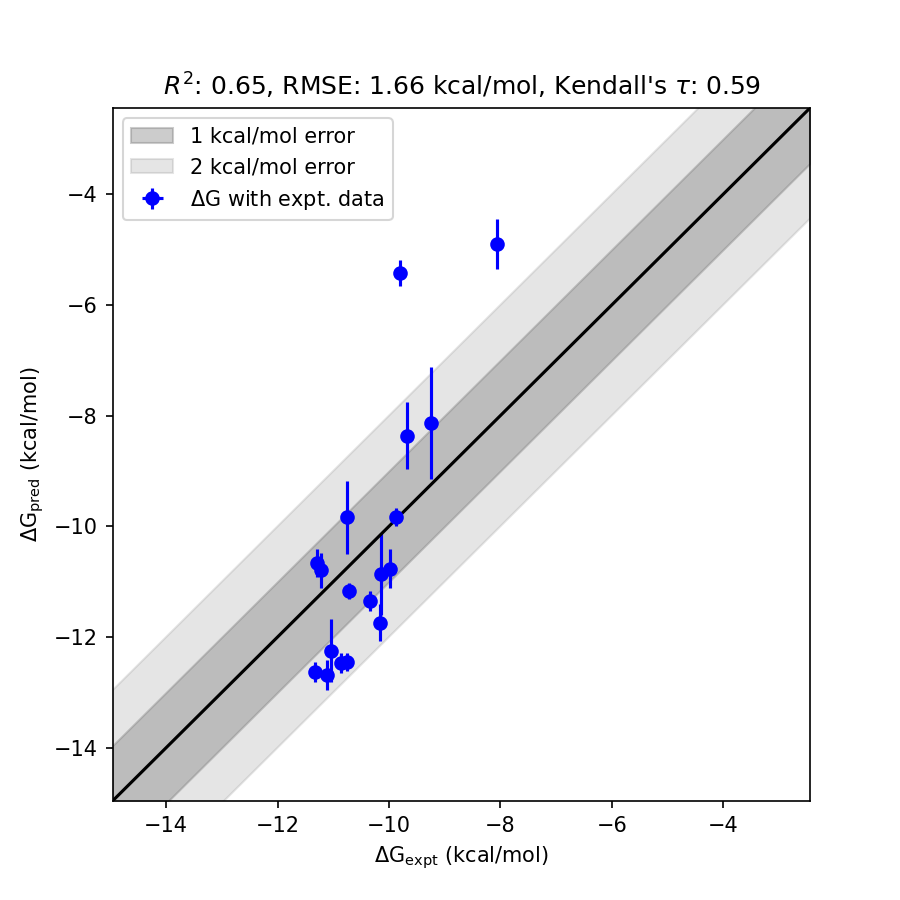 R²: 0.65, RMSE: 1.66 kcal/mol, Kendall's τ: 0.59
1 kcal/mol error
2 kcal/mol error
ΔG with expt. data
−4
−6
−8
−10
−12
−14
ΔGpred (kcal/mol)
−14 −12 −10 −8 −6 −4
ΔGexpt (kcal/mol)